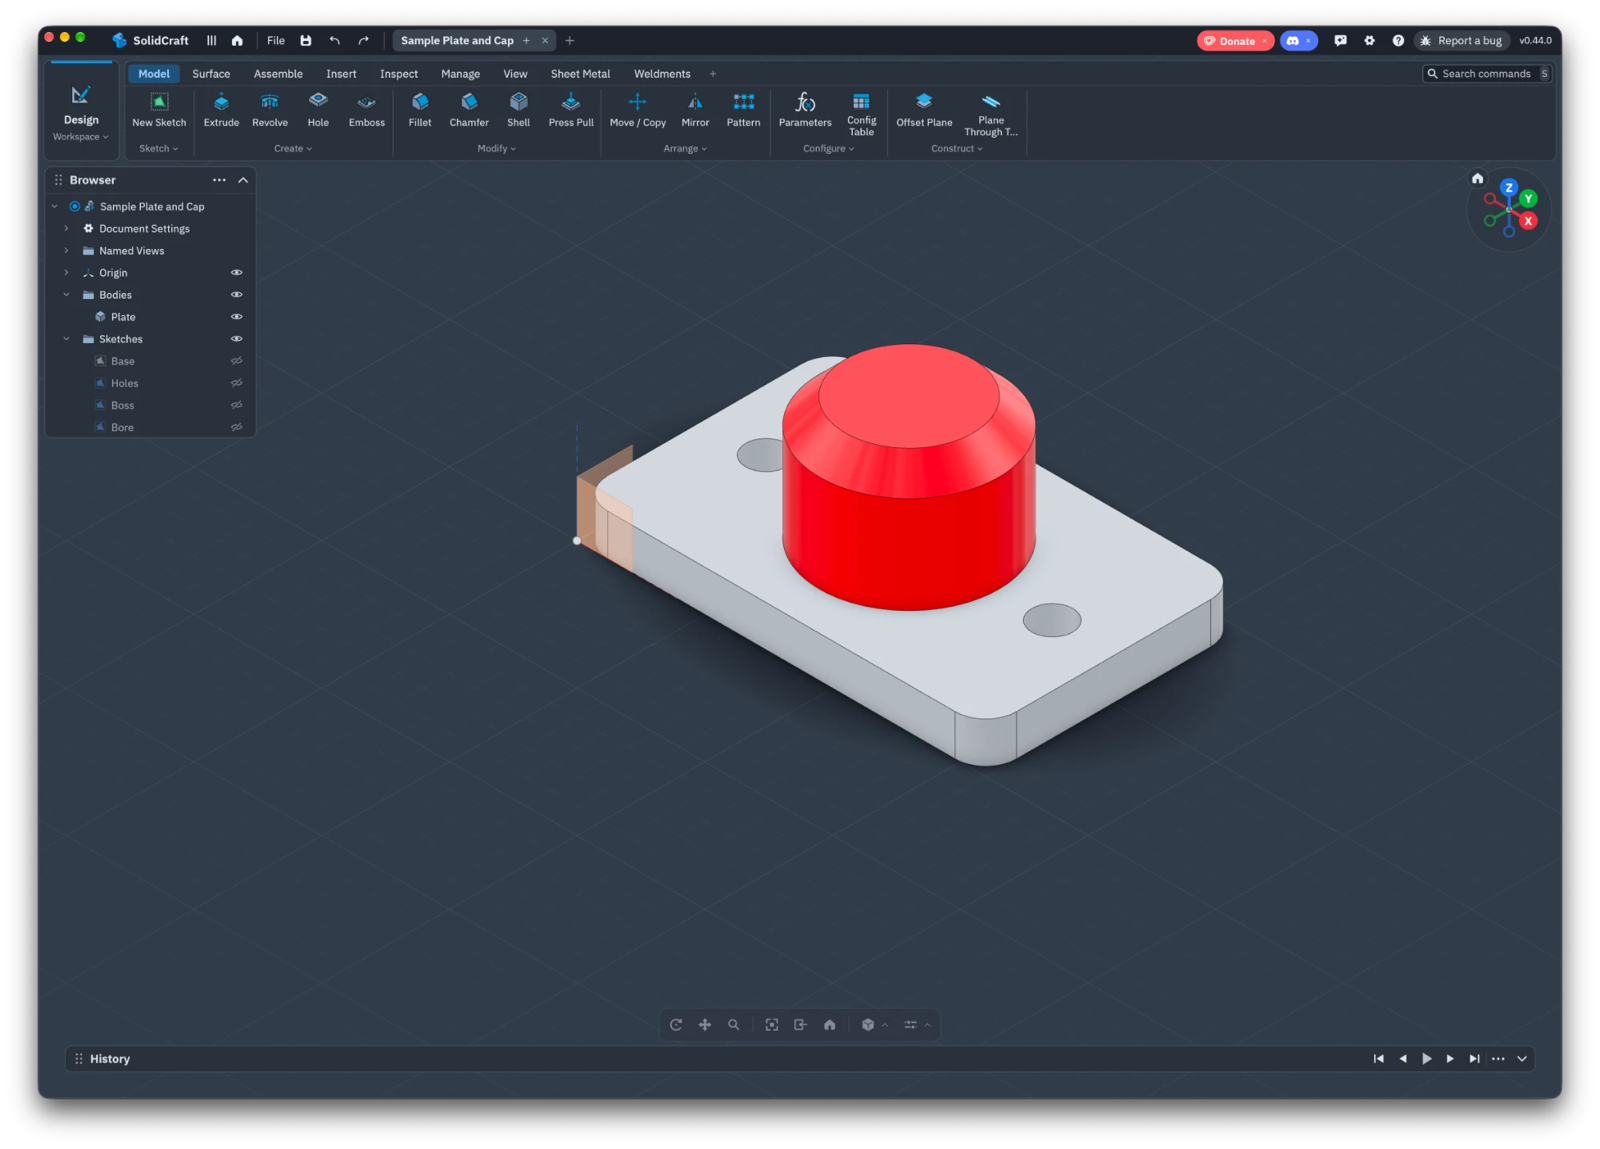 SolidCraft File Sample Plate and Cap Donate Report a bug v0.44.0
Model Surface Assemble Insert Inspect Manage View Sheet Metal Weldments Search commands S
Design
Workspace
New Sketch Extrude Revolve Hole Emboss Fillet Chamfer Shell Press Pull Move / Copy Mirror Pattern Parameters Config Table Offset Plane Plane Through T...
Sketch Create Modify Arrange Configure Construct
Browser
Sample Plate and Cap
Document Settings
Named Views
Origin
Bodies
Plate
Sketches
Base
Holes
Boss
Bore
Z
Y
X
History